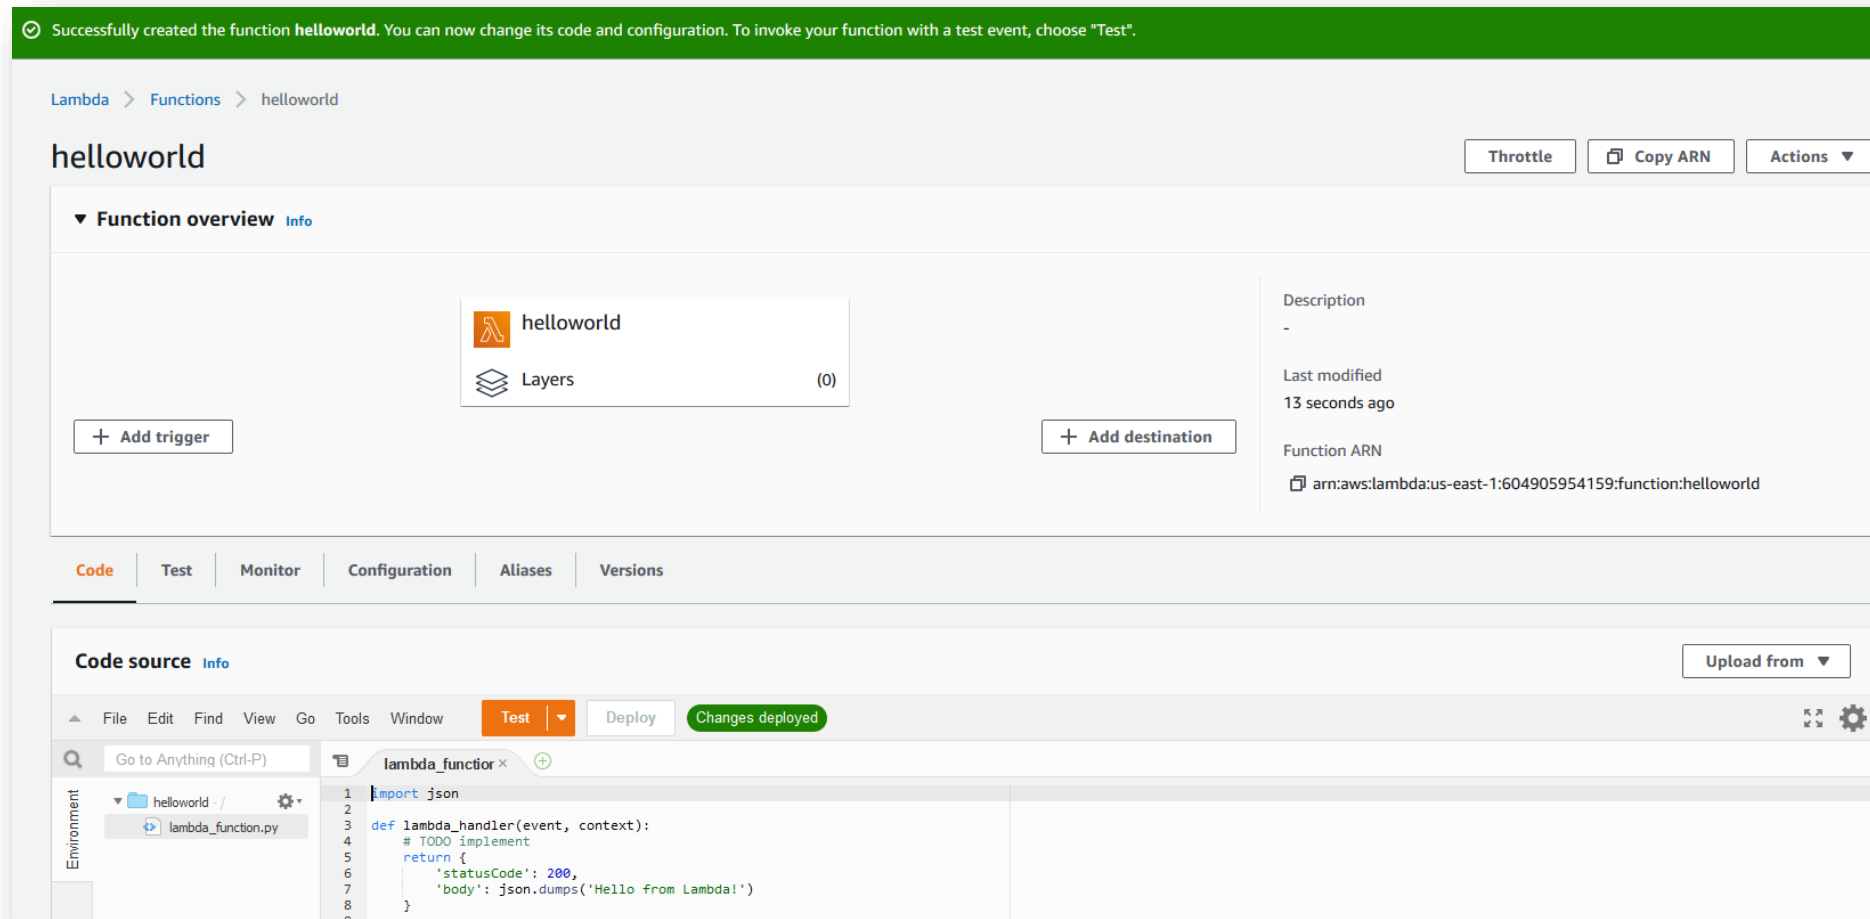 Successfully created the function helloworld. You can now change its code and configuration. To invoke your function with a test event, choose "Test".
Lambda > Functions > helloworld
helloworld
Throttle
Copy ARN
Actions
Function overview Info
helloworld
Layers (0)
+ Add trigger
+ Add destination
Description
-
Last modified
13 seconds ago
Function ARN
arn:aws:lambda:us-east-1:604905954159:function:helloworld
Code
Test
Monitor
Configuration
Aliases
Versions
Code source Info
Upload from
File Edit Find View Go Tools Window
Test
Deploy
Changes deployed
Go to Anything (Ctrl-P)
Environment
helloworld - /
lambda_function.py
lambda_function ×
1 import json
2
3 def lambda_handler(event, context):
4     # TODO implement
5     return {
6         'statusCode': 200,
7         'body': json.dumps('Hello from Lambda!')
8     }